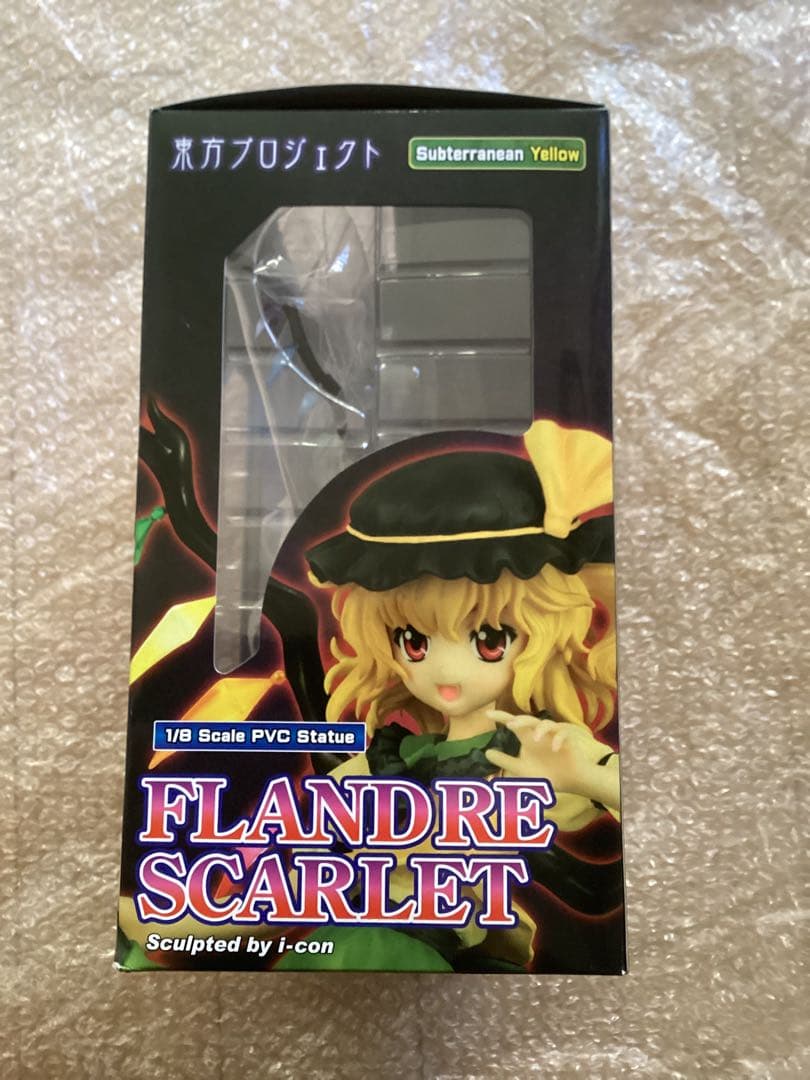 東方プロジェクト
Subterranean Yellow
1/8 Scale PVC Statue
FLANDRE
SCARLET
Sculpted by i-con